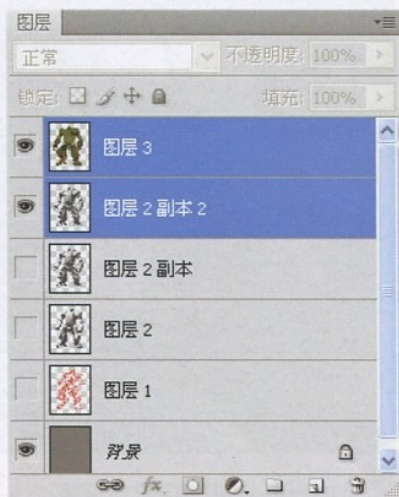 图层
正常 不透明度: 100%
锁定: 填充: 100%
图层 3
图层 2 副本 2
图层 2 副本
图层 2
图层 1
背景
fx